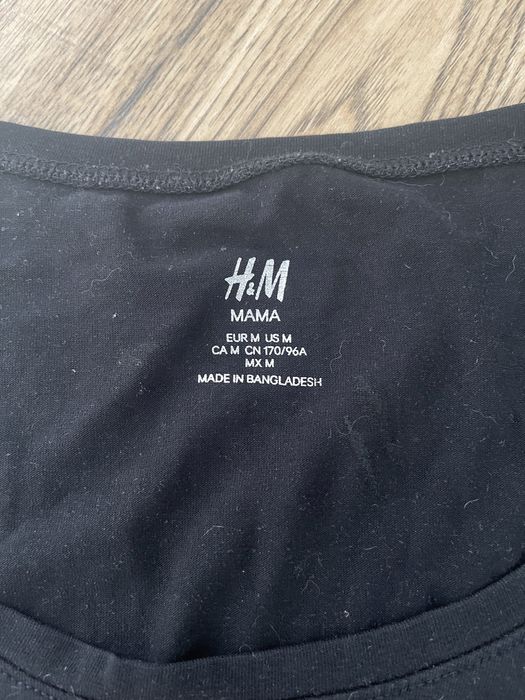 H&M
MAMA
EUR M US M
CA M CN 170/96A
MX M
MADE IN BANGLADESH